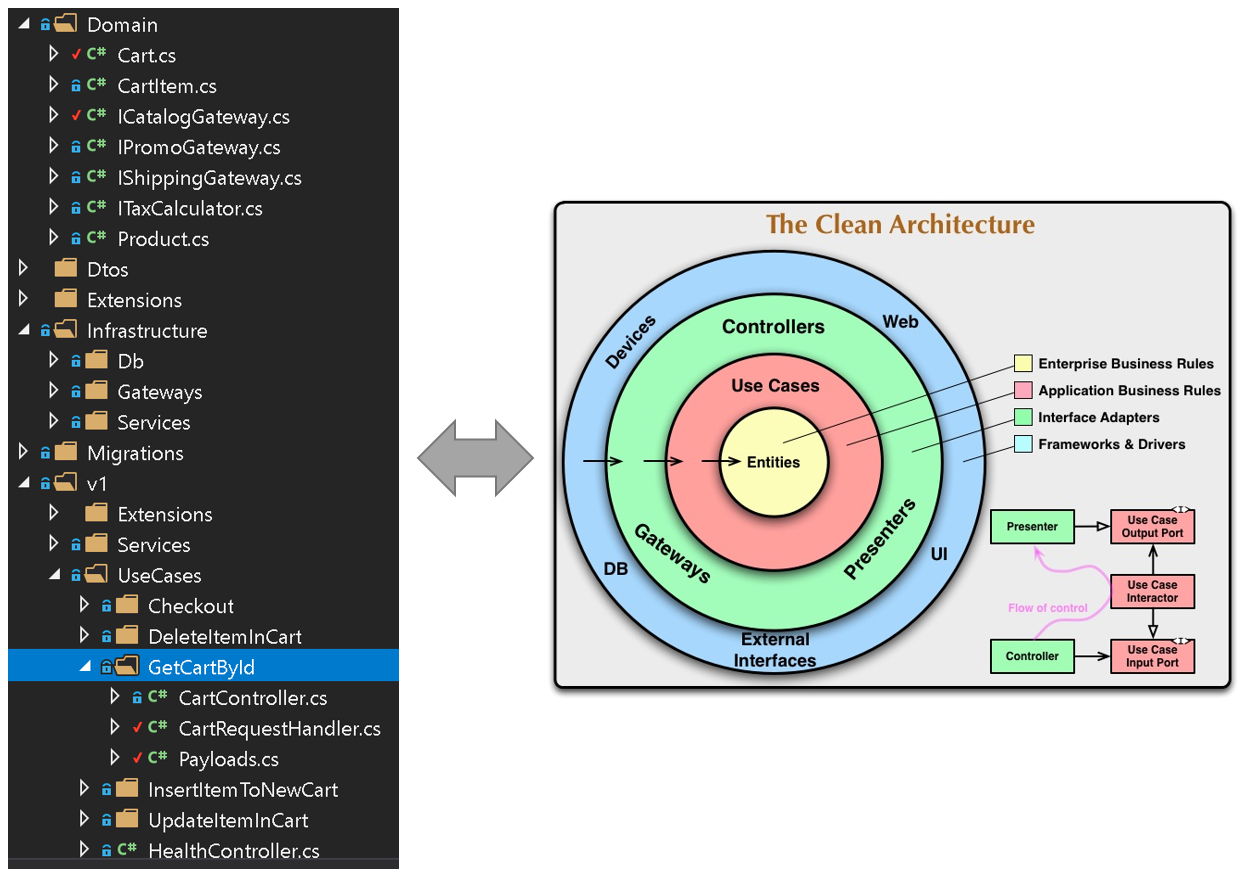 Domain
C# Cart.cs
C# CartItem.cs
C# ICatalogGateway.cs
C# IPromoGateway.cs
C# IShippingGateway.cs
C# ITaxCalculator.cs
C# Product.cs
Dtos
Extensions
Infrastructure
Db
Gateways
Services
Migrations
v1
Extensions
Services
UseCases
Checkout
DeleteItemInCart
GetCartById
C# CartController.cs
C# CartRequestHandler.cs
C# Payloads.cs
InsertItemToNewCart
UpdateItemInCart
C# HealthController.cs
The Clean Architecture
Devices
Web
Controllers
Use Cases
Entities
Gateways
Presenters
DB
UI
External
Interfaces
Enterprise Business Rules
Application Business Rules
Interface Adapters
Frameworks & Drivers
Presenter
<I>
Use Case
Output Port
Use Case
Interactor
Flow of control
Controller
<I>
Use Case
Input Port